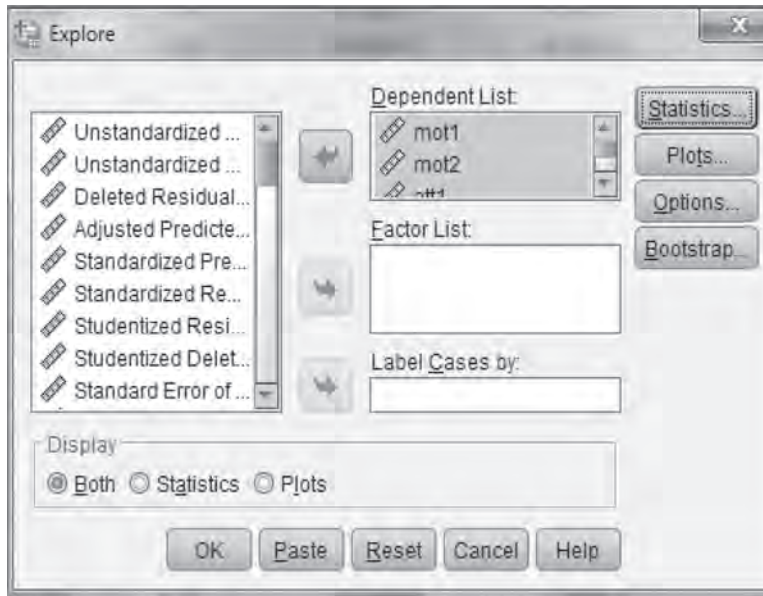 Explore
Unstandardized ...
Unstandardized ...
Deleted Residual...
Adjusted Predicte...
Standardized Pre...
Standardized Re...
Studentized Resi...
Studentized Delet...
Standard Error of ...
Dependent List:
mot1
mot2
Factor List:
Label Cases by:
Statistics...
Plots...
Options...
Bootstrap...
Display
Both Statistics Plots
OK Paste Reset Cancel Help